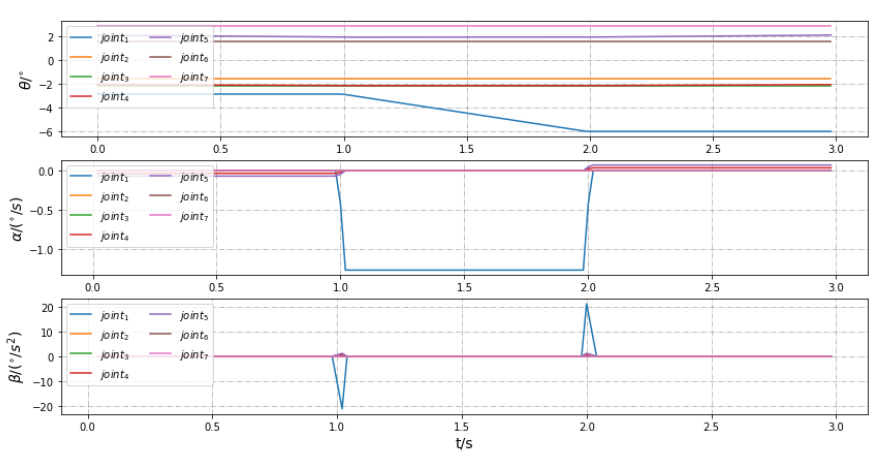 θ/°
2
0
−2
−4
−6
joint₁ joint₅
joint₂ joint₆
joint₃ joint₇
joint₄
0.0 0.5 1.0 1.5 2.0 2.5 3.0
α/(°/s)
0.0
−0.5
−1.0
joint₁ joint₅
joint₂ joint₆
joint₃ joint₇
joint₄
0.0 0.5 1.0 1.5 2.0 2.5 3.0
β/(°/s²)
20
10
0
−10
−20
joint₁ joint₅
joint₂ joint₆
joint₃ joint₇
joint₄
0.0 0.5 1.0 1.5 2.0 2.5 3.0
t/s